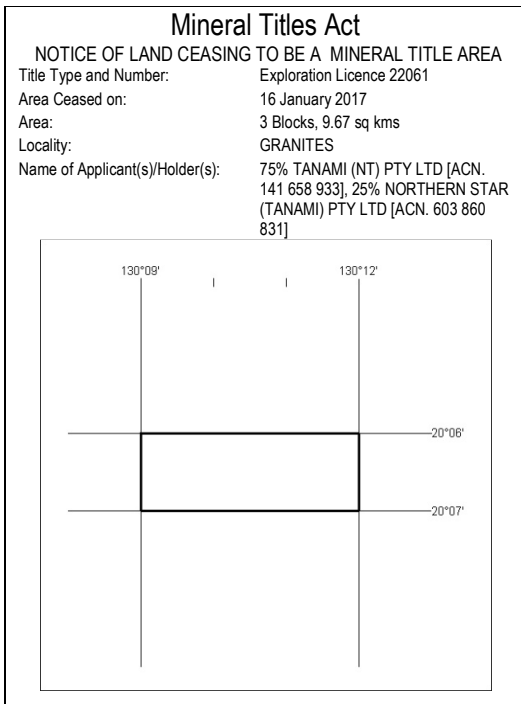 Mineral Titles Act
NOTICE OF LAND CEASING TO BE A MINERAL TITLE AREA
Title Type and Number: Exploration Licence 22061
Area Ceased on: 16 January 2017
Area: 3 Blocks, 9.67 sq kms
Locality: GRANITES
Name of Applicant(s)/Holder(s): 75% TANAMI (NT) PTY LTD [ACN.
141 658 933], 25% NORTHERN STAR
(TANAMI) PTY LTD [ACN. 603 860
831]
130°09' 130°12'
20°06'
20°07'